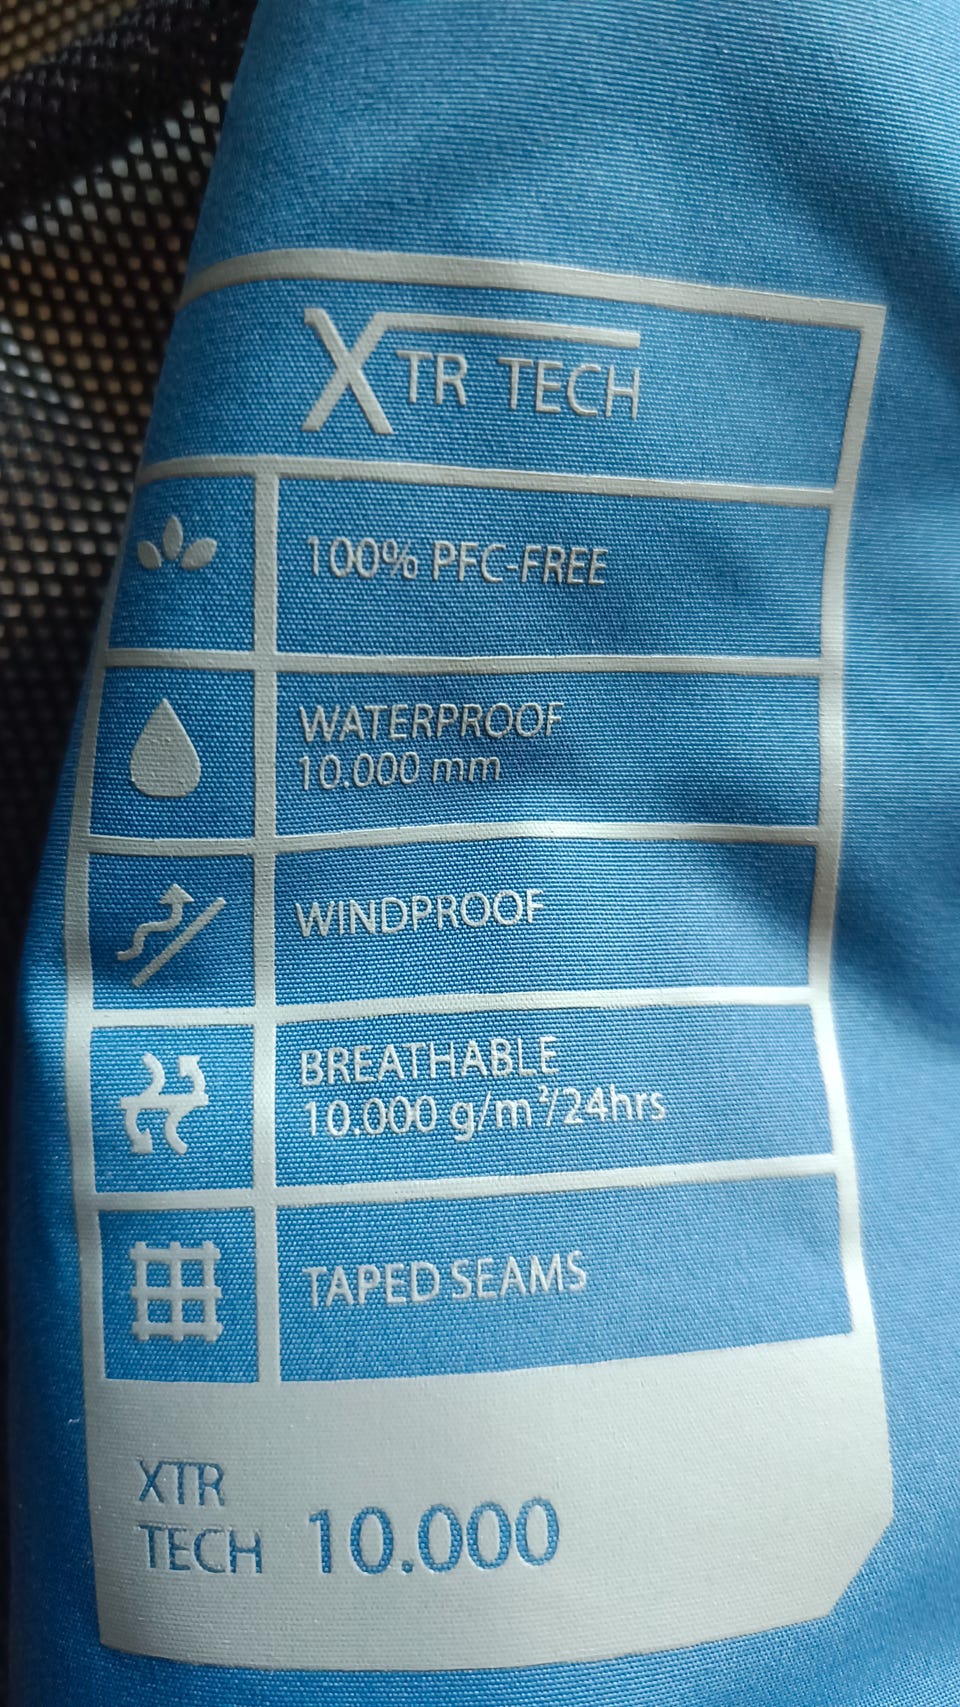 XTR TECH
100% PFC-FREE
WATERPROOF
10.000 mm
WINDPROOF
BREATHABLE
10.000 g/m²/24hrs
TAPED SEAMS
XTR
TECH 10.000